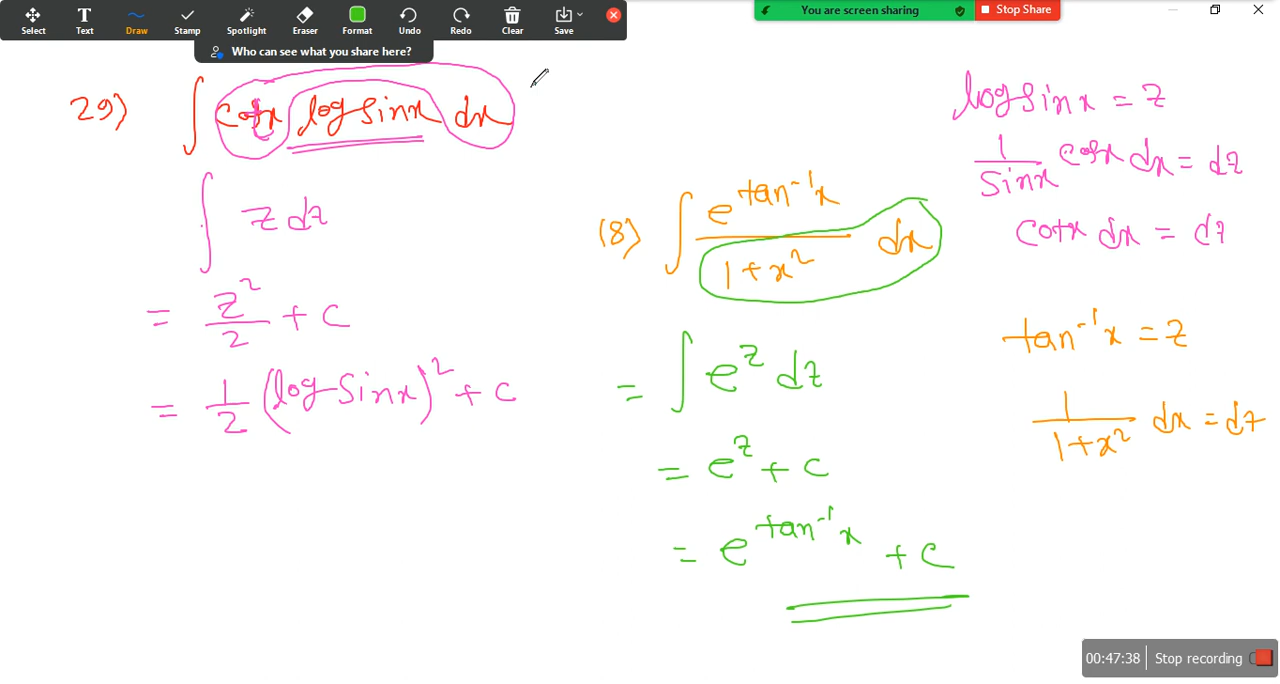 Select Text Draw Stamp Spotlight Eraser Format Undo Redo Clear Save
You are screen sharing Stop Share
Who can see what you share here?
29) ∫ cotx log sinx dx
∫ z dz
= z²/2 + c
= 1/2 (log sinx)² + c
18) ∫ e^(tan⁻¹x)/(1+x²) dx
= ∫ e^z dz
= e^z + c
= e^(tan⁻¹x) + c
log sinx = z
1/sinx cosx dx = dz
cotx dx = dz
tan⁻¹x = z
1/(1+x²) dx = dz
00:47:38 Stop recording